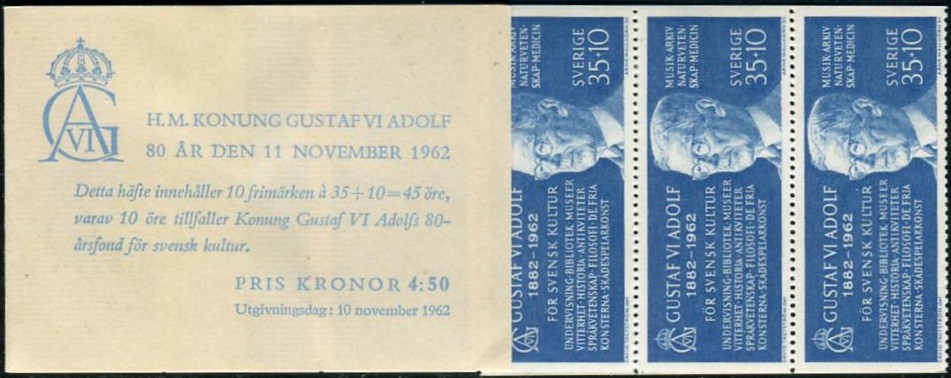 H.M. KONUNG GUSTAF VI ADOLF
80 ÅR DEN 11 NOVEMBER 1962
Detta häfte innehåller 10 frimärken à 35+10=45 öre,
varav 10 öre tillfaller Konung Gustaf VI Adolfs 80–
årsfond för svensk kultur.
PRIS KRONOR 4:50
Utgivningsdag: 10 november 1962
GVIA
MUSIK·ARKIV
NATURVETEN-
SKAP·MEDICIN
SVERIGE
35+10
GUSTAF VI ADOLF
1882-1962
FÖR SVENSK KULTUR
UNDERVISNING·BIBLIOTEK·MUSEER
VITTERHET·HISTORIA·ANTIKVITETER
SPRÅKVETENSKAP·FILOSOFI·DE FRIA
KONSTERNA·SKÅDESPELARKONST
MUSIK·ARKIV
NATURVETEN-
SKAP·MEDICIN
SVERIGE
35+10
GUSTAF VI ADOLF
1882-1962
FÖR SVENSK KULTUR
UNDERVISNING·BIBLIOTEK·MUSEER
VITTERHET·HISTORIA·ANTIKVITETER
SPRÅKVETENSKAP·FILOSOFI·DE FRIA
KONSTERNA·SKÅDESPELARKONST
MUSIK·ARKIV
NATURVETEN-
SKAP·MEDICIN
SVERIGE
35+10
GUSTAF VI ADOLF
1882-1962
FÖR SVENSK KULTUR
UNDERVISNING·BIBLIOTEK·MUSEER
VITTERHET·HISTORIA·ANTIKVITETER
SPRÅKVETENSKAP·FILOSOFI·DE FRIA
KONSTERNA·SKÅDESPELARKONST